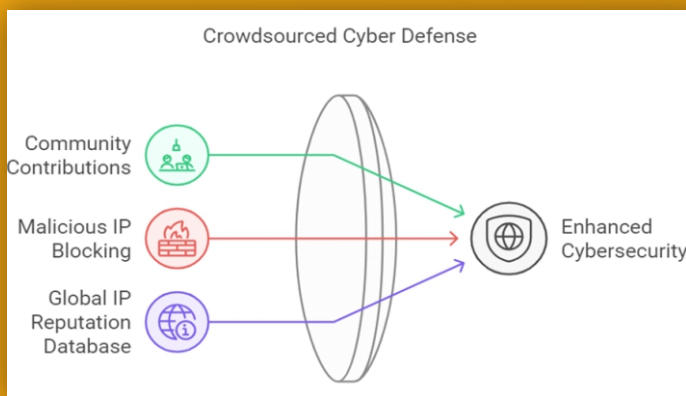 Crowdsourced Cyber Defense
Community
Contributions
Malicious IP
Blocking
Global IP
Reputation
Database
Enhanced
Cybersecurity